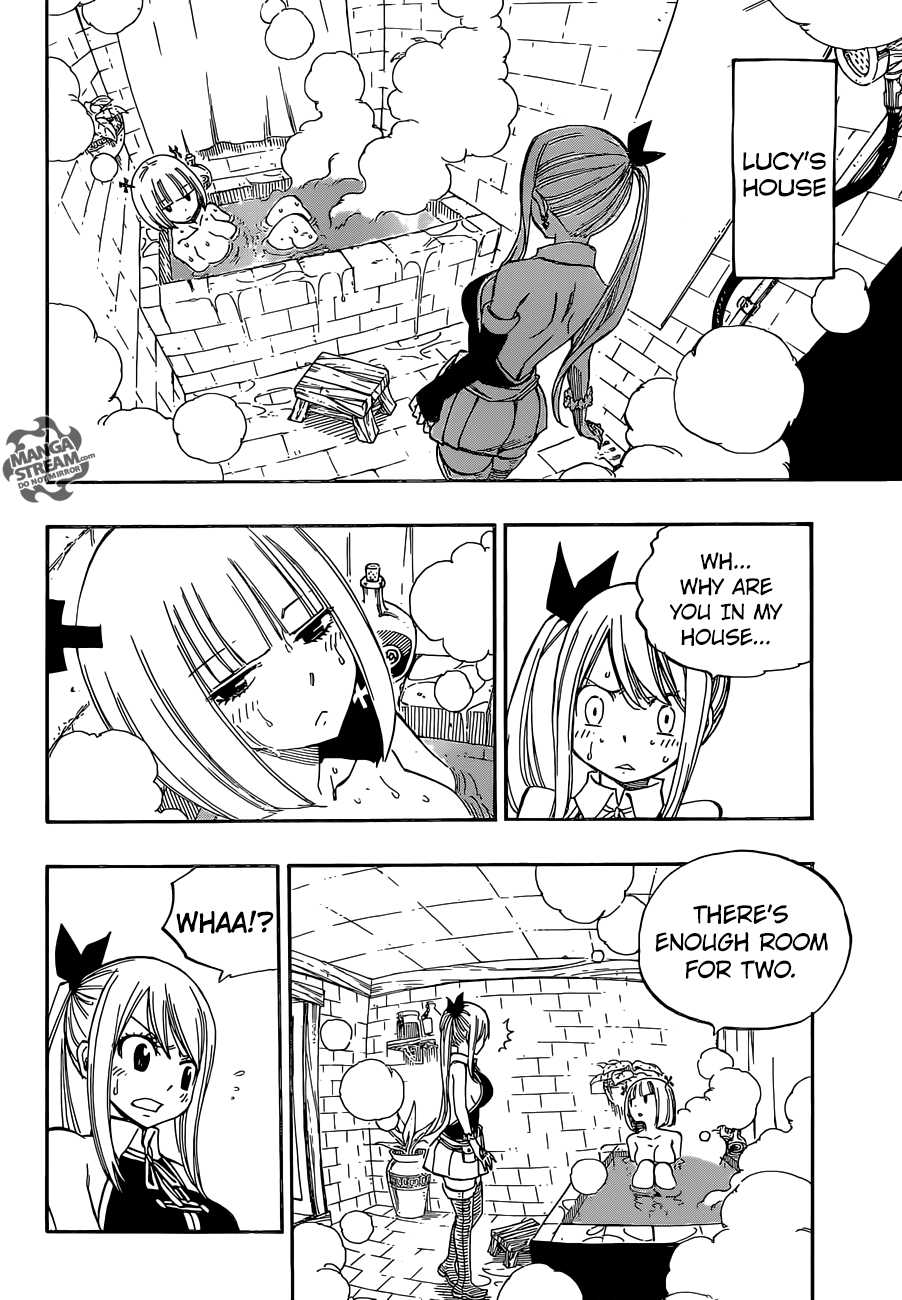 LUCY'S
HOUSE
MANGA
STREAM.com
DO NOT MIRROR
WH...
WHY ARE
YOU IN MY
HOUSE...
THERE'S
ENOUGH ROOM
FOR TWO.
WHAA!?